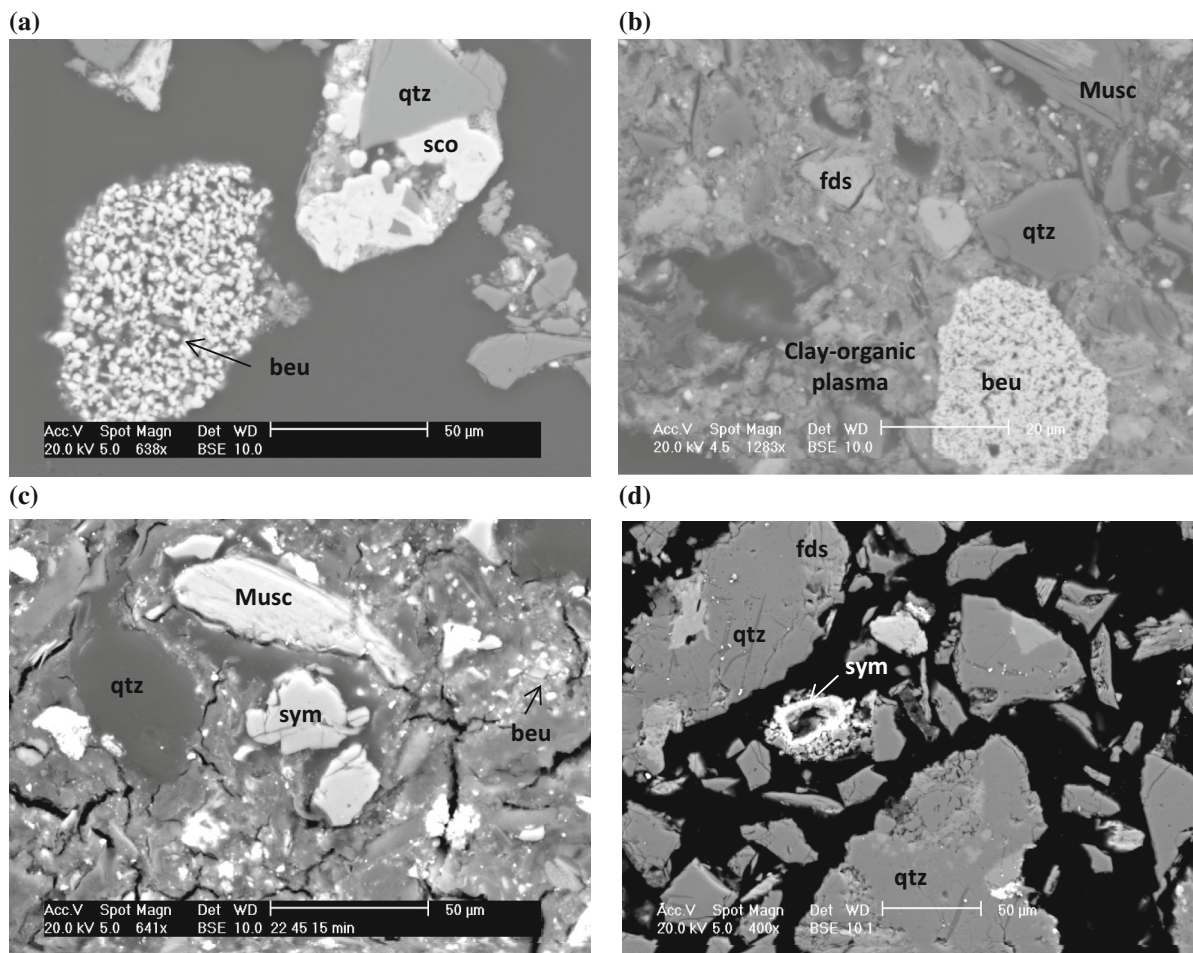 (a)
qtz
sco
beu
Acc.V Spot Magn Det WD 50 µm
20.0 kV 5.0 638x BSE 10.0
(b)
Musc
fds
qtz
Clay-organic
plasma
beu
Acc.V Spot Magn Det WD 20 µm
20.0 kV 4.5 1283x BSE 10.0
(c)
Musc
qtz
sym
beu
Acc.V Spot Magn Det WD 50 µm
20.0 kV 5.0 641x BSE 10.0 22 45 15 min
(d)
fds
qtz
sym
qtz
Acc.V Spot Magn Det WD 50 µm
20.0 kV 5.0 400x BSE 10.1